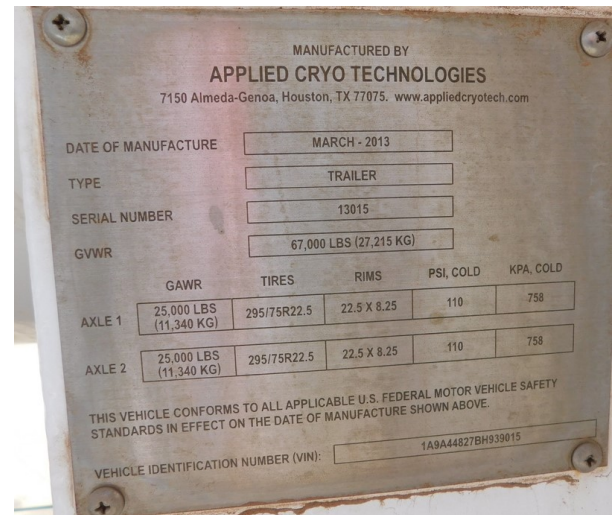 MANUFACTURED BY
APPLIED CRYO TECHNOLOGIES
7150 Almeda-Genoa, Houston, TX 77075. www.appliedcryotech.com
DATE OF MANUFACTURE MARCH - 2013
TYPE TRAILER
SERIAL NUMBER 13015
GVWR 67,000 LBS (27,215 KG)
GAWR TIRES RIMS PSI, COLD KPA, COLD
AXLE 1 25,000 LBS (11,340 KG) 295/75R22.5 22.5 X 8.25 110 758
AXLE 2 25,000 LBS (11,340 KG) 295/75R22.5 22.5 X 8.25 110 758
THIS VEHICLE CONFORMS TO ALL APPLICABLE U.S. FEDERAL MOTOR VEHICLE SAFETY
STANDARDS IN EFFECT ON THE DATE OF MANUFACTURE SHOWN ABOVE.
VEHICLE IDENTIFICATION NUMBER (VIN): 1A9A44827BH939015